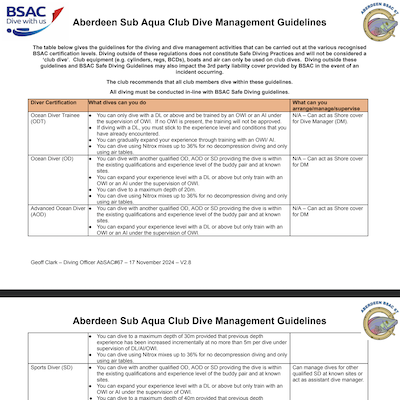 BSAC
Dive with us
Aberdeen Sub Aqua Club Dive Management Guidelines
The table below gives the guidelines for the diving and dive management activities that can be carried out at the various recognised
BSAC certification levels. Diving outside of these regulations does not constitute Safe Diving Practices and will not be considered a
'club dive'. Club equipment (e.g. cylinders, regs, BCDs), boats and air can only be used on club dives. Diving outside these
guidelines and BSAC Safe Diving Guidelines may also impact the 3rd party liability cover provided by BSAC in the event of an
incident occurring.
The club recommends that all members dive within these guidelines.
All diving must be conducted in-line with BSAC Safe Diving guidelines.
Diver Certification What dives can you do What can you
arrange/manage/supervise
Ocean Diver Trainee
(ODT)
• You can only dive with a DL or above and be trained by an OWI or an AI under
the supervision of OWI. If no OWI is present, the training will not be approved.
• If diving with a DL, you must stick to the experience level and conditions that you
have already encountered.
• You can gradually expand your experience through training with an OWI/ AI.
• You can dive using Nitrox mixes up to 36% for no decompression diving and only
using air tables.
N/A – Can act as Shore cover
for Dive Manager (DM).
Ocean Diver (OD)
• You can dive with another qualified OD, AOD or SD providing the dive is within
the existing qualifications and experience level of the buddy pair and at known
sites.
• You can expand your experience level with a DL or above but only train with an
OWI or an AI under the supervision of OWI.
• You can dive to a maximum depth of 20m.
• You can dive using Nitrox mixes up to 36% for no decompression diving and only
using air tables.
N/A – Can act as Shore cover
for DM
Advanced Ocean Diver
(AOD)
• You can dive with another qualified OD, AOD or SD providing the dive is within
the existing qualifications and experience level of the buddy pair and at known
sites.
• You can expand your experience level with a DL or above but only train with an
OWI or an AI under the supervision of OWI.
N/A – Can act as Shore cover
for DM
Geoff Clark – Diving Officer AbSAC#67 – 17 November 2024 – V2 8
Aberdeen Sub Aqua Club Dive Management Guidelines
• You can dive to a maximum depth of 30m provided that previous depth
experience has been increased incrementally at no more than 5m per dive under
supervision of DL/AI/OWI.
• You can dive using Nitrox mixes up to 36% for no decompression diving and only
using air tables.
Sports Diver (SD)
• You can dive with another qualified OD, AOD or SD providing the dive is within
the existing qualifications and experience level of the buddy pair and at known
sites.
• You can expand your experience level with a DL or above but only train with an
OWI or an AI under the supervision of OWI.
• You can dive to a maximum depth of 40m provided that previous depth
Can manage dives for other
qualified SD at known sites or
act as assistant dive manager